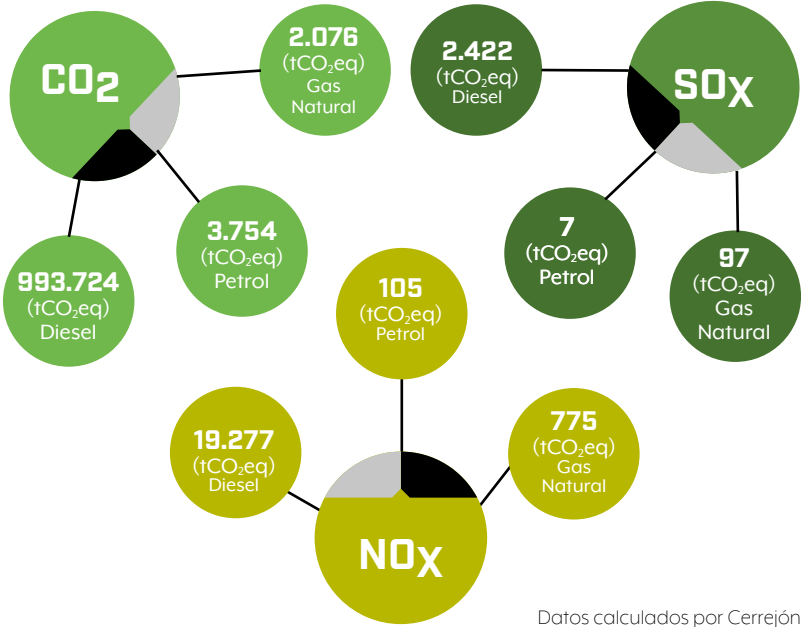 CO₂
2.076
(tCO₂eq)
Gas
Natural
3.754
(tCO₂eq)
Petrol
993.724
(tCO₂eq)
Diesel
SOX
2.422
(tCO₂eq)
Diesel
7
(tCO₂eq)
Petrol
97
(tCO₂eq)
Gas
Natural
105
(tCO₂eq)
Petrol
19.277
(tCO₂eq)
Diesel
775
(tCO₂eq)
Gas
Natural
NOX
Datos calculados por Cerrejón